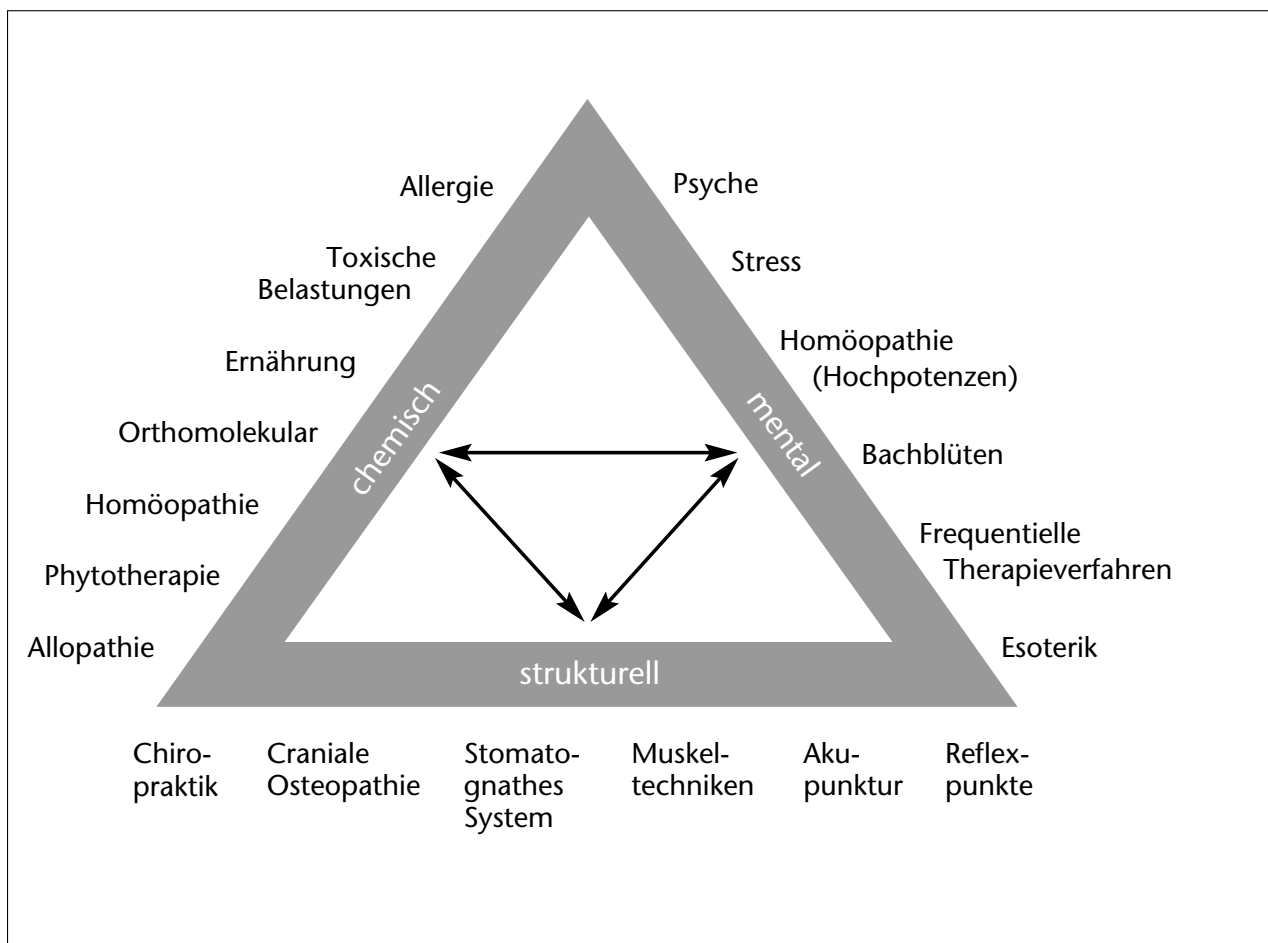 Allergie
Psyche
Toxische
Belastungen
Stress
Ernährung
Homöopathie
(Hochpotenzen)
Orthomolekular
chemisch
mental
Bachblüten
Homöopathie
Frequentielle
Therapieverfahren
Phytotherapie
Allopathie
Esoterik
strukturell
Chiro-
praktik
Craniale
Osteopathie
Stomato-
gnathes
System
Muskel-
techniken
Aku-
punktur
Reflex-
punkte